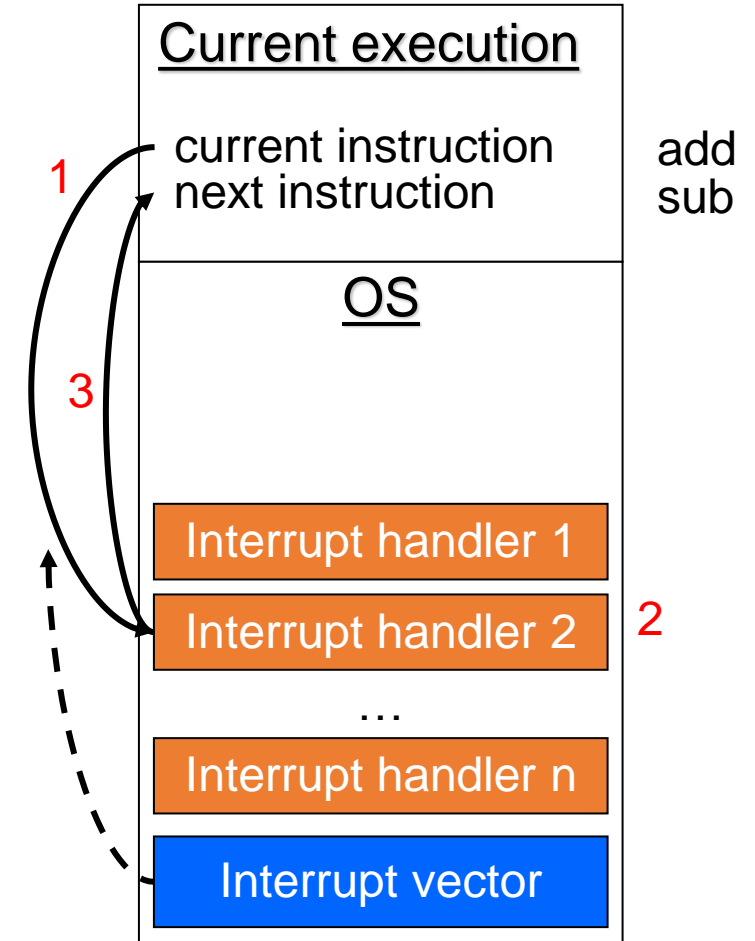 Current execution
1
current instruction add
next instruction sub
OS
3
Interrupt handler 1
Interrupt handler 2 2
…
Interrupt handler n
Interrupt vector